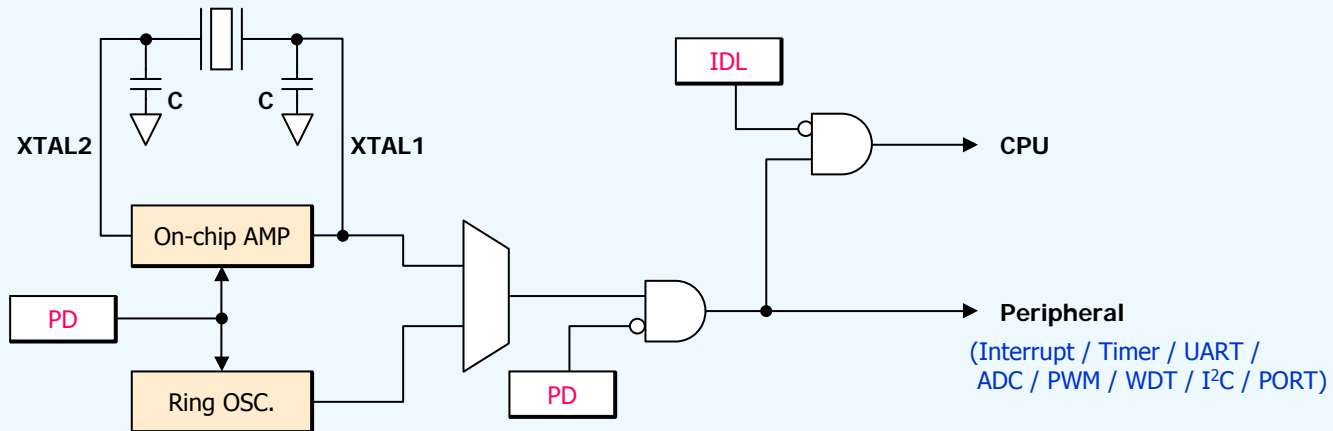 IDL
C
C
XTAL2
XTAL1
CPU
On-chip AMP
PD
Peripheral
(Interrupt / Timer / UART /
ADC / PWM / WDT / I²C / PORT)
Ring OSC.
PD